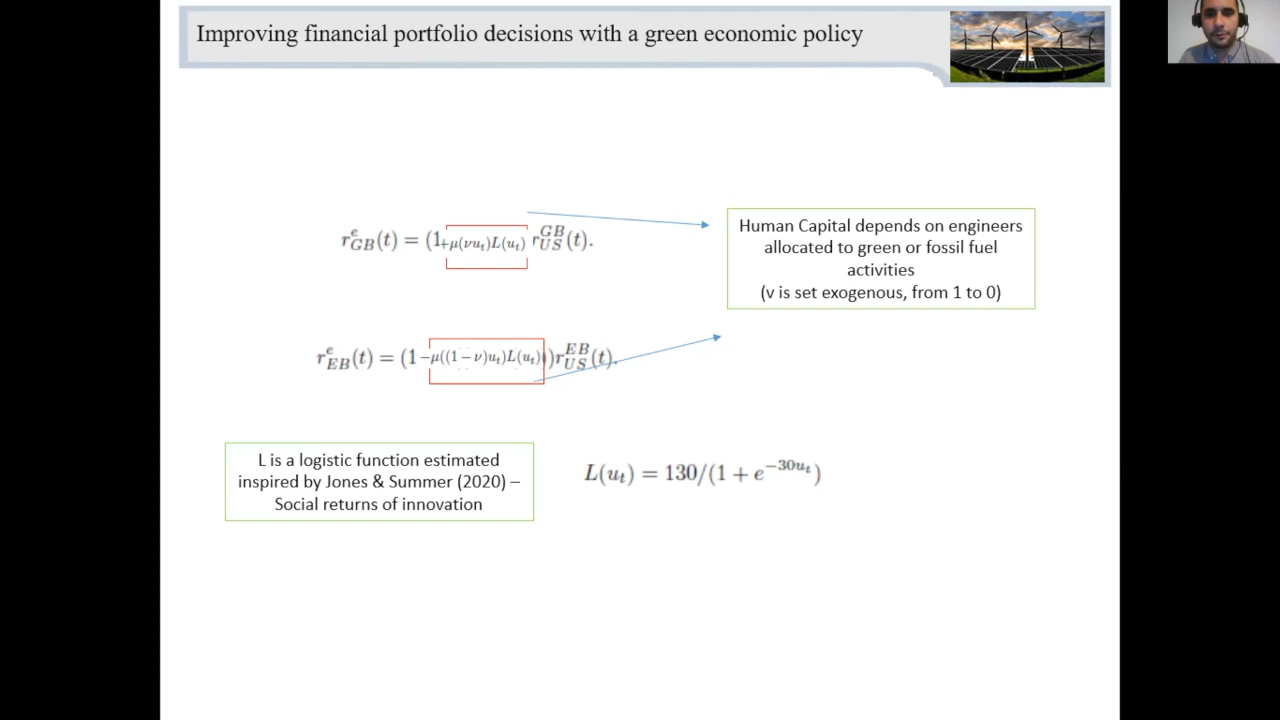 Improving financial portfolio decisions with a green economic policy
r^e_{GB}(t) = (1+μ(νu_t)L(u_t) r^{GB}_{US}(t).
Human Capital depends on engineers
allocated to green or fossil fuel
activities
(v is set exogenous, from 1 to 0)
r^e_{EB}(t) = (1−μ((1 − ν)u_t)L(u_t)))r^{EB}_{US}(t).
L is a logistic function estimated
inspired by Jones & Summer (2020) –
Social returns of innovation
L(u_t) = 130/(1 + e^{−30u_t})